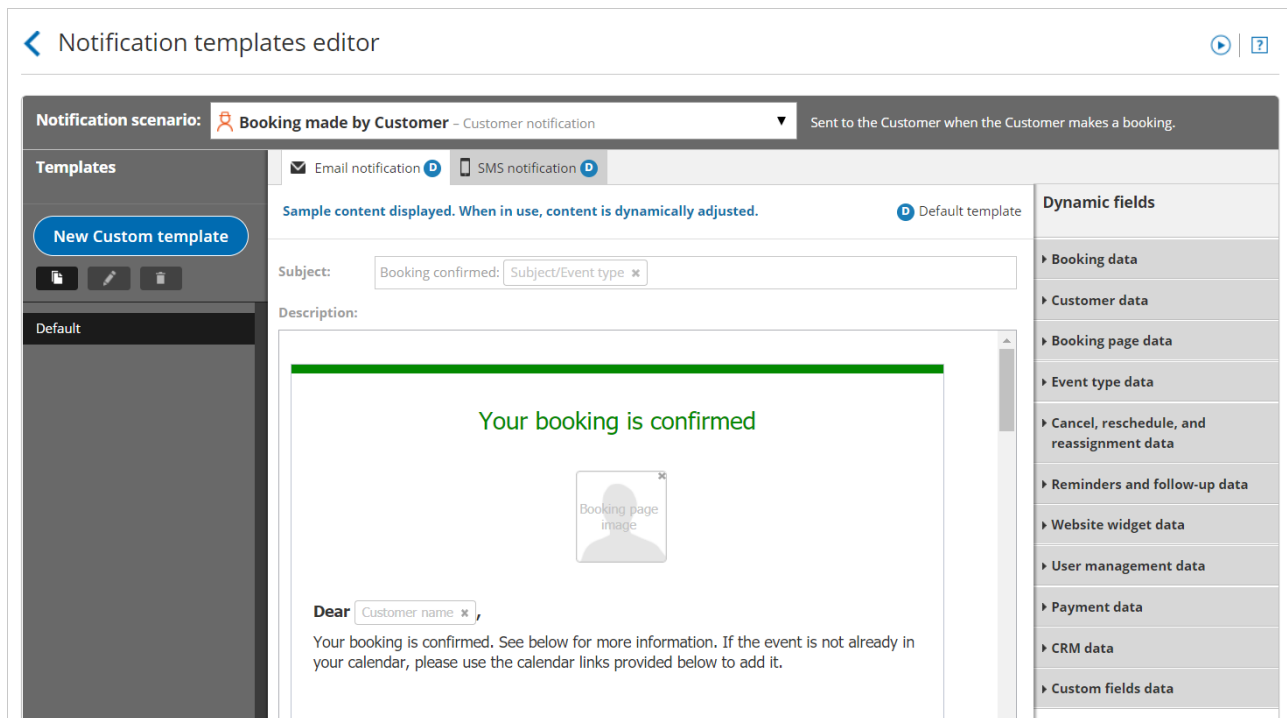 Notification templates editor
?
Notification scenario: Booking made by Customer – Customer notification ▼ Sent to the Customer when the Customer makes a booking.
Templates
Email notification D SMS notification D
New Custom template
Default
Sample content displayed. When in use, content is dynamically adjusted. D Default template
Subject: Booking confirmed: Subject/Event type ×
Description:
Your booking is confirmed
Booking page
image
Dear Customer name × ,
Your booking is confirmed. See below for more information. If the event is not already in
your calendar, please use the calendar links provided below to add it.
Dynamic fields
Booking data
Customer data
Booking page data
Event type data
Cancel, reschedule, and
reassignment data
Reminders and follow-up data
Website widget data
User management data
Payment data
CRM data
Custom fields data